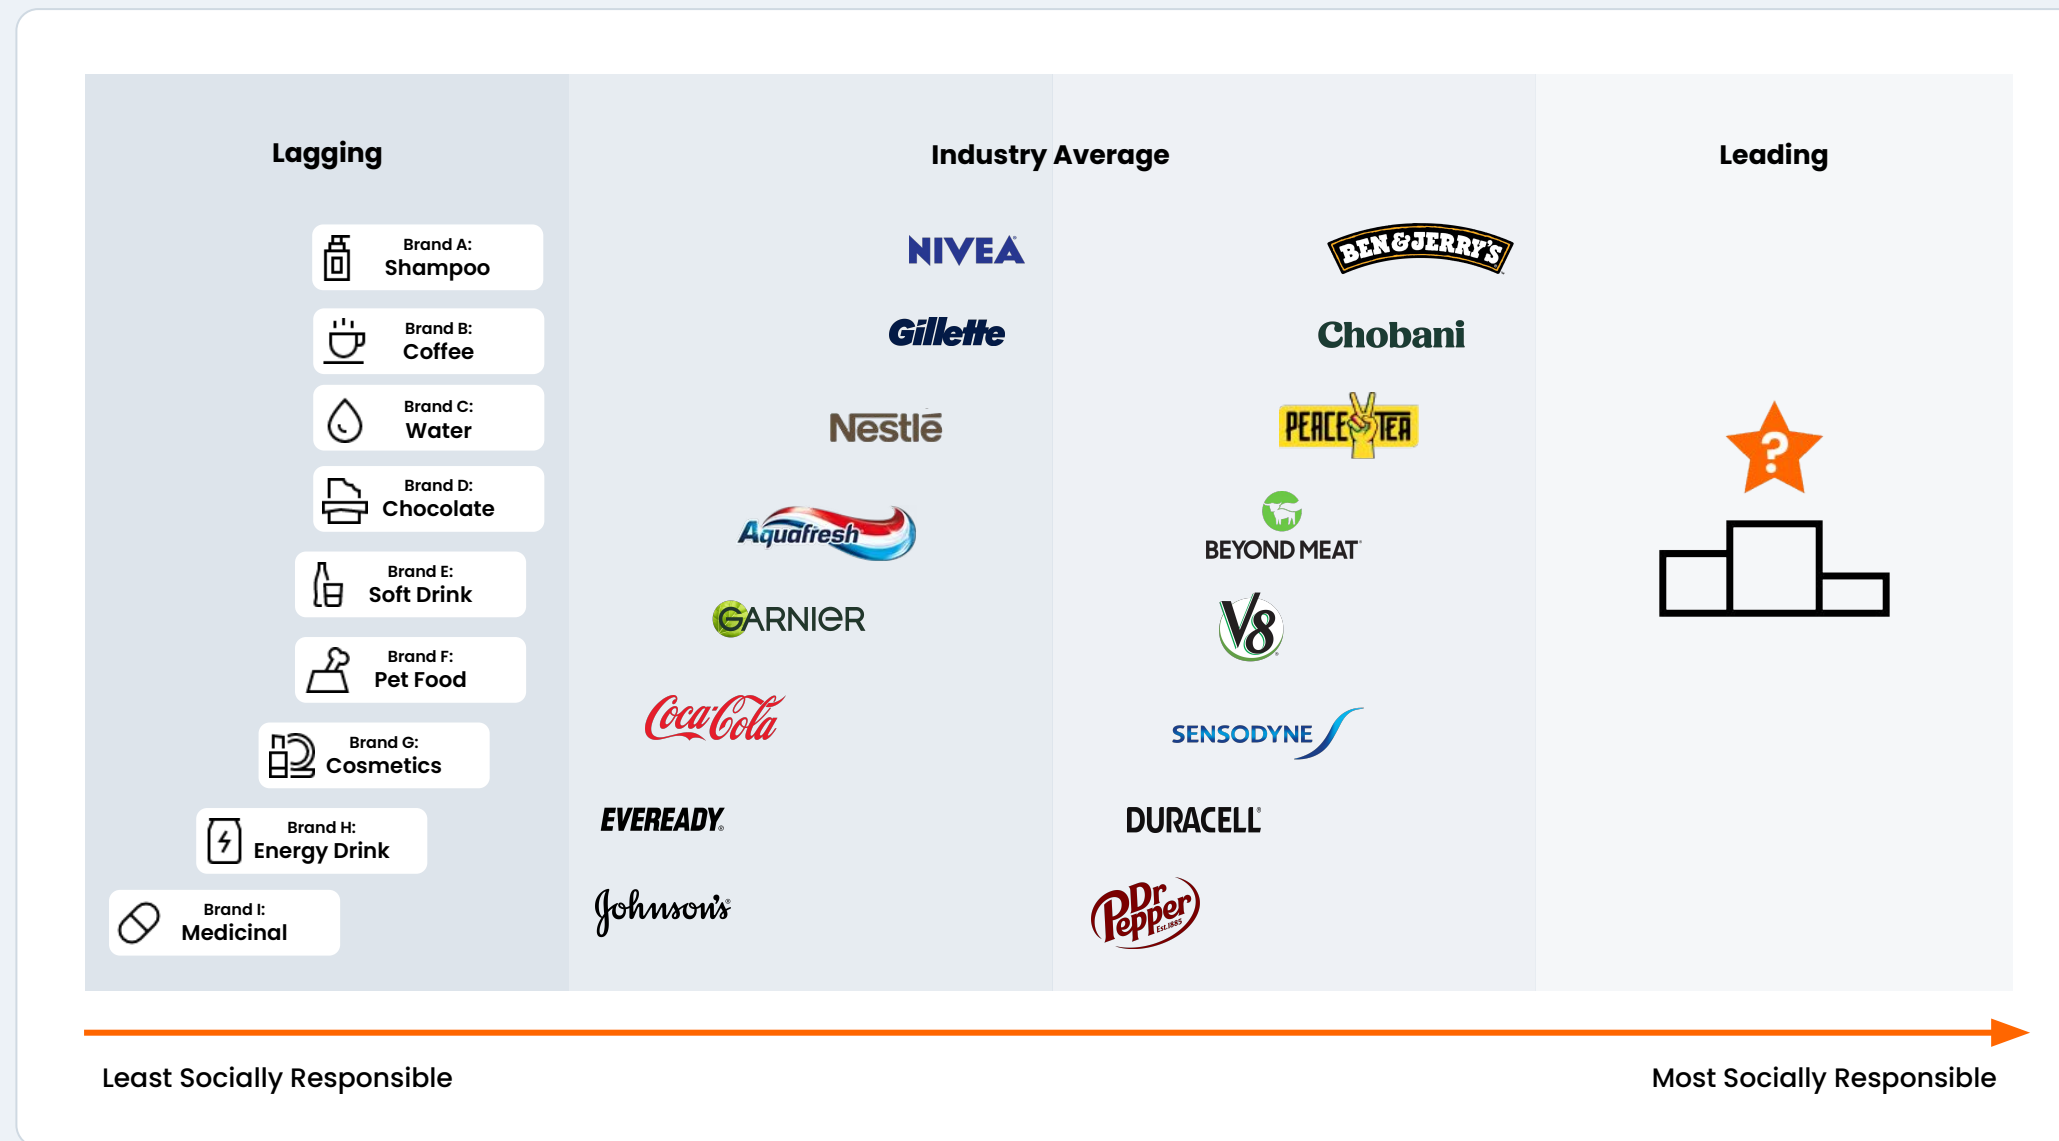 Lagging
Industry Average
Leading
Brand A:
Shampoo
Brand B:
Coffee
Brand C:
Water
Brand D:
Chocolate
Brand E:
Soft Drink
Brand F:
Pet Food
Brand G:
Cosmetics
Brand H:
Energy Drink
Brand I:
Medicinal
NIVEA
Gillette
Nestlé
Aquafresh
GARNIER
Coca-Cola
EVEREADY
Johnson's
BEN & JERRY'S
Chobani
PEACE TEA
BEYOND MEAT
V8
SENSODYNE
DURACELL
Dr
Pepper
Est. 1885
?
Least Socially Responsible
Most Socially Responsible